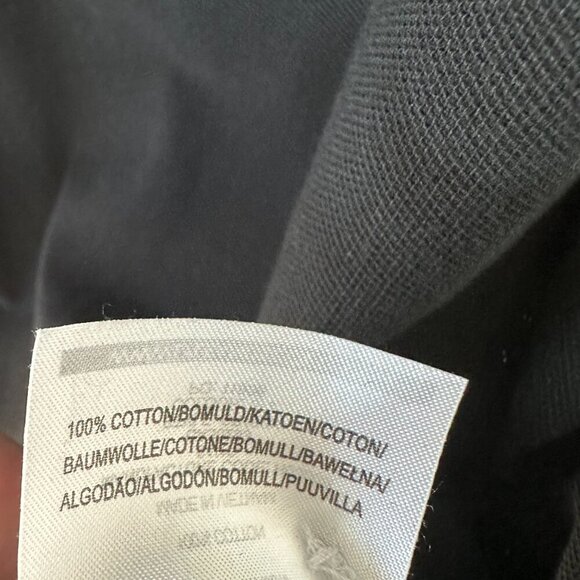 100% COTTON/BOMULD/KATOEN/COTON/
BAUMWOLLE/COTONE/BOMULL/BAWEŁNA/
ALGODÃO/ALGODÓN/BOMULL/PUUVILLA